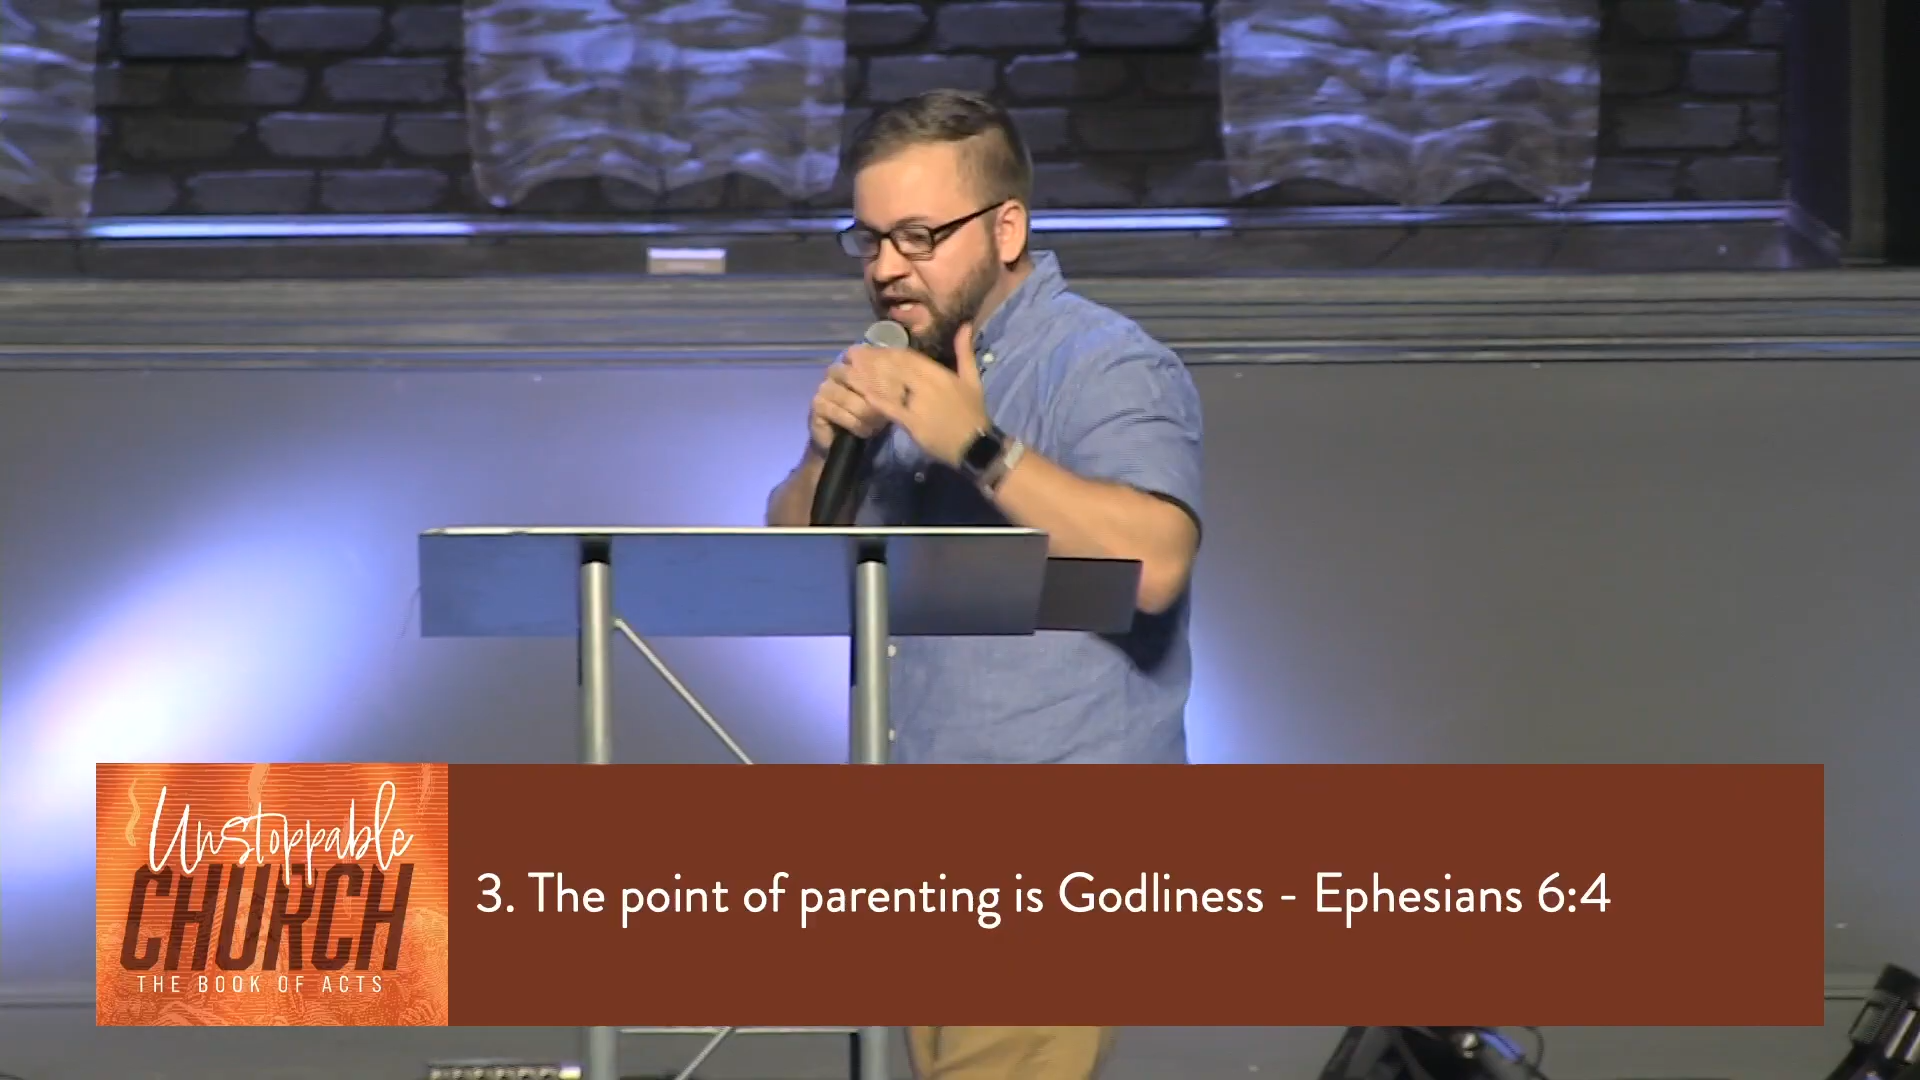 Unstoppable
CHURCH
THE BOOK OF ACTS
3. The point of parenting is Godliness - Ephesians 6:4